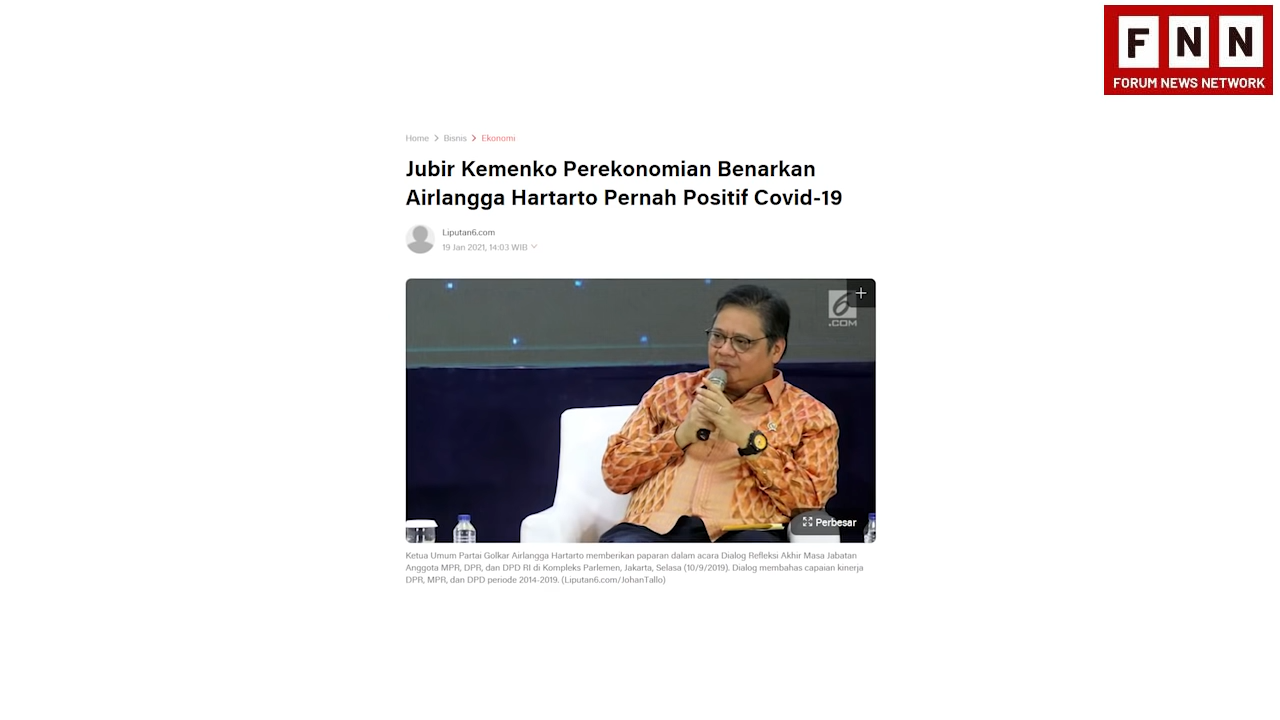 F N N
FORUM NEWS NETWORK
Home > Bisnis > Ekonomi
Jubir Kemenko Perekonomian Benarkan
Airlangga Hartarto Pernah Positif Covid-19
Liputan6.com
19 Jan 2021, 14:03 WIB
6
.COM
Perbesar
Ketua Umum Partai Golkar Airlangga Hartarto memberikan paparan dalam acara Dialog Refleksi Akhir Masa Jabatan
Anggota MPR, DPR, dan DPD RI di Kompleks Parlemen, Jakarta, Selasa (10/9/2019). Dialog membahas capaian kinerja
DPR, MPR, dan DPD periode 2014-2019. (Liputan6.com/JohanTallo)